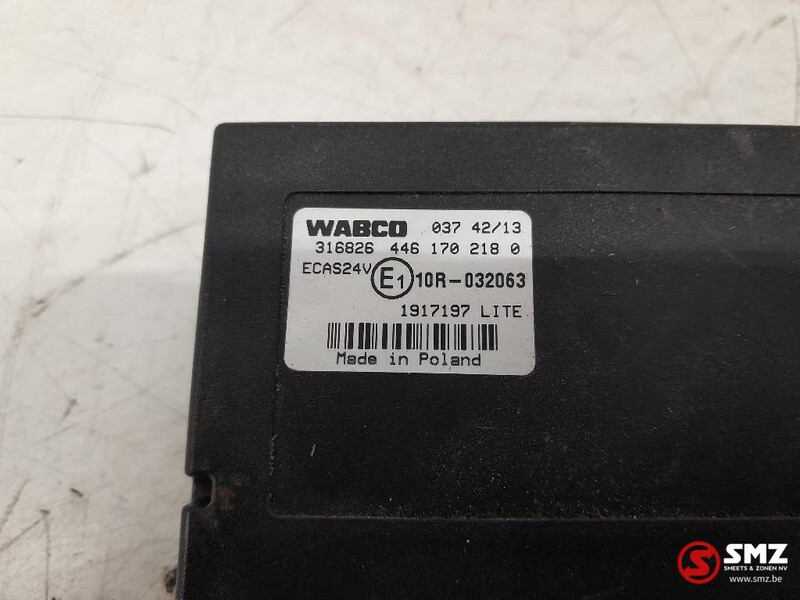 WABCO 037 42/13
316826 446 170 218 0
ECAS24V E1 10R-032063
1917197 LITE
Made in Poland
SMZ
SMEETS & ZONEN NV
www.smz.be